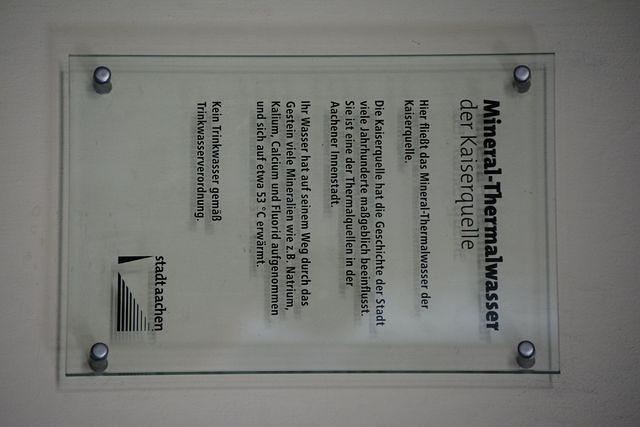 Mineral-Thermalwasser
der Kaiserquelle
Hier fließt das Mineral-Thermalwasser der
Kaiserquelle.
Die Kaiserquelle hat die Geschichte der Stadt
viele Jahrhunderte maßgeblich beeinflusst.
Sie ist eine der Thermalquellen in der
Aachener Innenstadt.
Ihr Wasser hat auf seinem Weg durch das
Gestein viele Mineralien wie z.B. Natrium,
Kalium, Calcium und Fluorid aufgenommen
und sich auf etwa 53 °C erwärmt.
Kein Trinkwasser gemäß
Trinkwasserverordnung.
stadt aachen